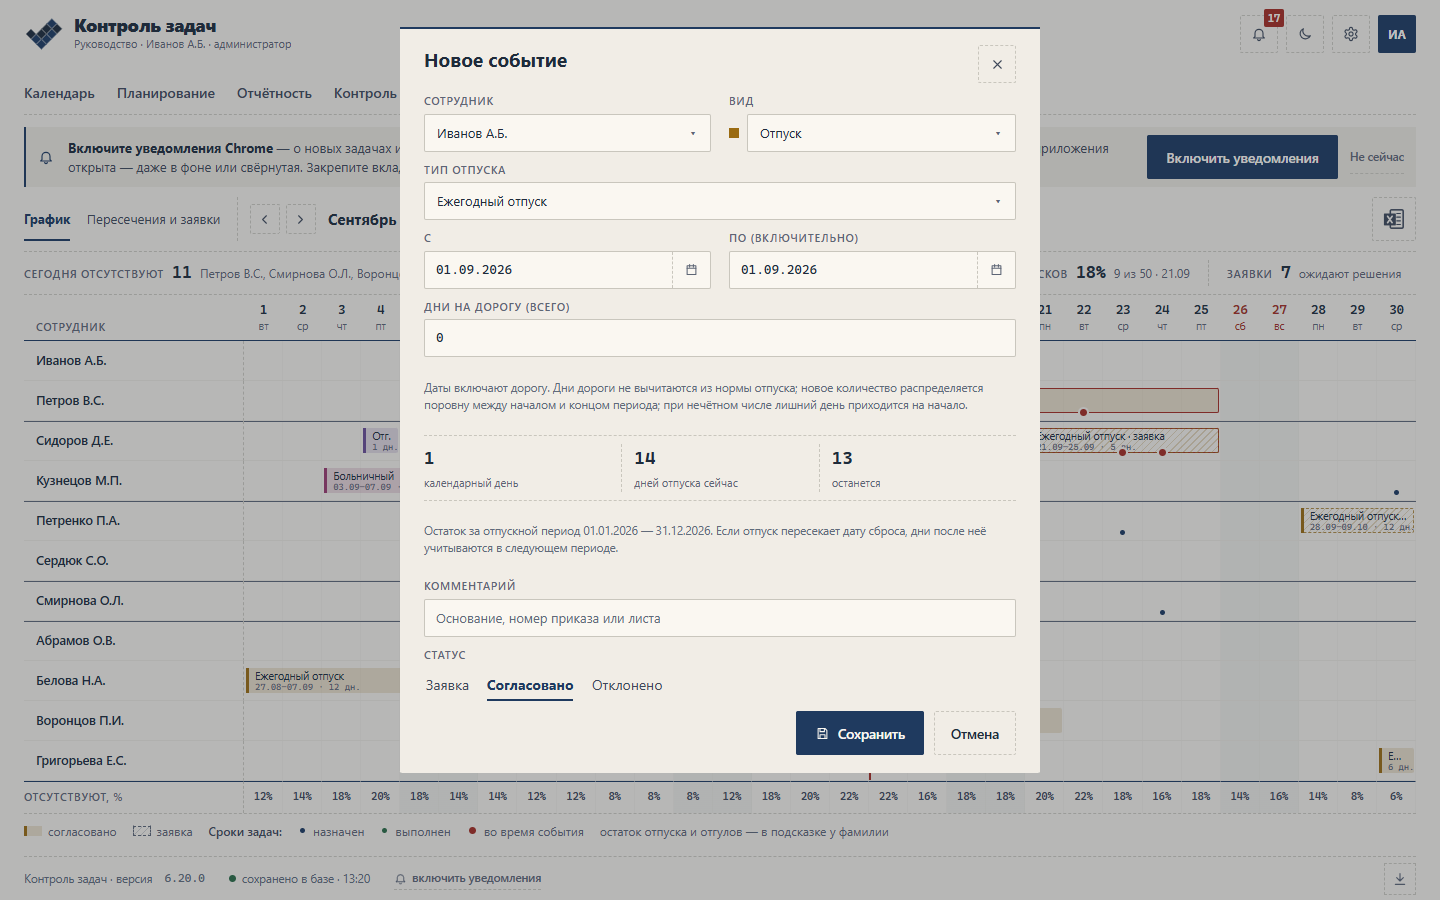 Контроль задач
Руководство · Иванов А.Б. · администратор
17
ИА
Календарь Планирование Отчётность Контроль
Включите уведомления Chrome — о новых задачах и
открыта — даже в фоне или свёрнутая. Закрепите вкла
приложения
Включить уведомления
Не сейчас
График Пересечения и заявки Сентябрь
СЕГОДНЯ ОТСУТСТВУЮТ 11 Петров В.С., Смирнова О.Л., Воронц
18% 9 из 50 · 21.09 ЗАЯВКИ 7 ожидают решения
СОТРУДНИК
1 2 3 4 21 22 23 24 25 26 27 28 29 30
вт ср чт пт пн вт ср чт пт сб вс пн вт ср
Иванов А.Б.
Петров В.С.
Сидоров Д.Е.
Отг.
1 дн.
Ежегодный отпуск · заявка
21.09–25.09 · 5 дн.
Кузнецов М.П.
Больничный
03.09–07.09 ·
Петренко П.А.
Ежегодный отпуск…
28.09–09.10 · 12 дн.
Сердюк С.О.
Смирнова О.Л.
Абрамов О.В.
Белова Н.А.
Ежегодный отпуск
27.08–07.09 · 12 дн.
Воронцов П.И.
Григорьева Е.С.
Е…
6 дн.
ОТСУТСТВУЮТ, % 12% 14% 18% 20% 18% 14% 14% 12% 12% 8% 8% 8% 12% 18% 20% 22% 22% 16% 18% 18% 20% 22% 18% 16% 18% 14% 16% 14% 8% 6%
согласовано заявка Сроки задач: назначен выполнен во время события остаток отпуска и отгулов — в подсказке у фамилии
Контроль задач · версия 6.20.0 сохранено в базе · 13:20 включить уведомления
Новое событие
СОТРУДНИК ВИД
Иванов А.Б. Отпуск
ТИП ОТПУСКА
Ежегодный отпуск
С ПО (ВКЛЮЧИТЕЛЬНО)
01.09.2026 01.09.2026
ДНИ НА ДОРОГУ (ВСЕГО)
0
Даты включают дорогу. Дни дороги не вычитаются из нормы отпуска; новое количество распределяется
поровну между началом и концом периода; при нечётном числе лишний день приходится на начало.
1 14 13
календарный день дней отпуска сейчас останется
Остаток за отпускной период 01.01.2026 — 31.12.2026. Если отпуск пересекает дату сброса, дни после неё
учитываются в следующем периоде.
КОММЕНТАРИЙ
Основание, номер приказа или листа
СТАТУС
Заявка Согласовано Отклонено
Сохранить Отмена